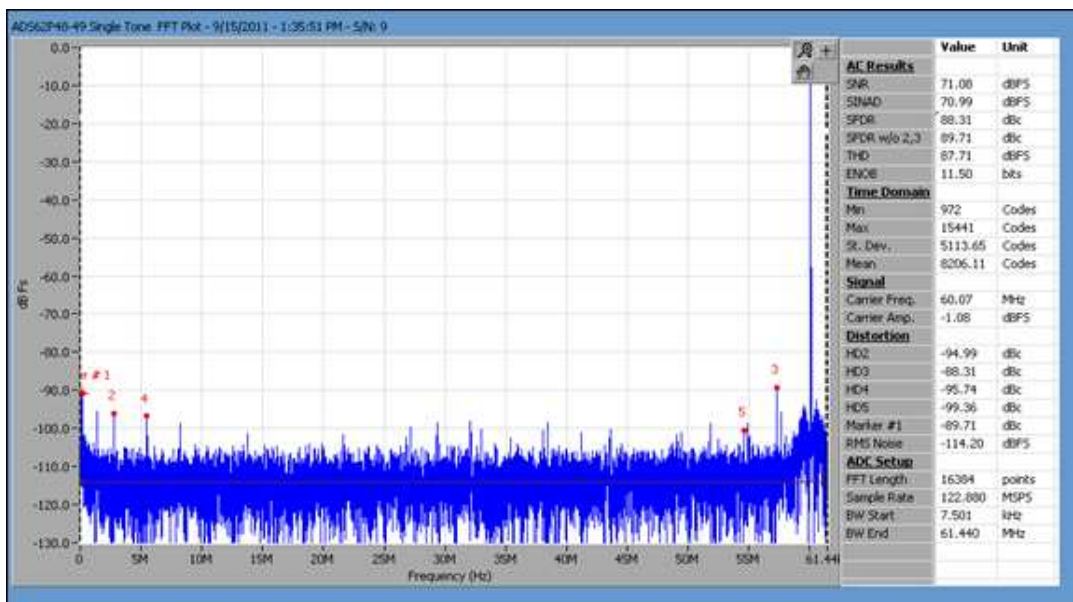 ADS62P48-49 Single Tone FFT Plot - 9/15/2011 - 1:35:51 PM - S/N: 9
Value Unit
AC Results
SNR 71.08 dBFS
SINAD 70.99 dBFS
SFDR 88.31 dBc
SFDR w/o 2,3 89.71 dBc
THD 87.71 dBFS
ENOB 11.50 bits
Time Domain
Min 972 Codes
Max 15441 Codes
St. Dev. 5113.65 Codes
Mean 8206.11 Codes
Signal
Carrier Freq. 60.07 MHz
Carrier Amp. -1.08 dBFS
Distortion
HD2 -94.99 dBc
HD3 -88.31 dBc
HD4 -95.74 dBc
HD5 -99.36 dBc
Marker #1 -89.71 dBc
RMS Noise -114.20 dBFS
ADC Setup
FFT Length 16384 points
Sample Rate 122.880 MSPS
BW Start 7.501 kHz
BW End 61.440 MHz
dB Fs
0.0
-10.0
-20.0
-30.0
-40.0
-50.0
-60.0
-70.0
-80.0
-90.0
-100.0
-110.0
-120.0
-130.0
r #1
2
4
5
3
0 5M 10M 15M 20M 25M 30M 35M 40M 45M 50M 55M 61.44
Frequency (Hz)